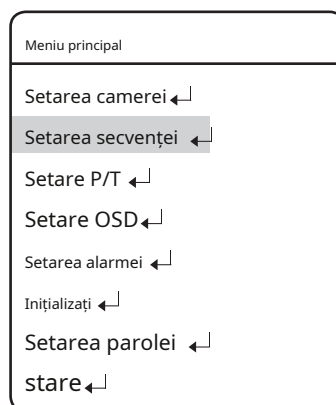 Meniu principal
Setarea camerei
Setarea secvenței
Setare P/T
Setare OSD
Setarea alarmei
Inițializați
Setarea parolei
stare